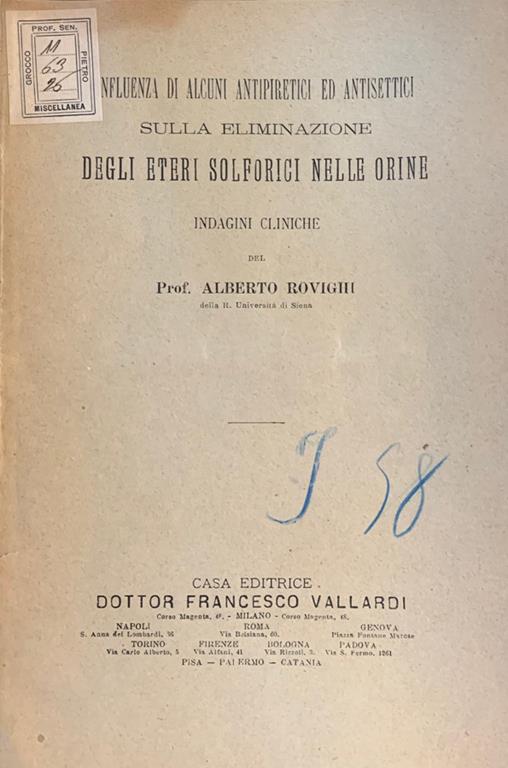 PROF. SEN.
GROCCO
PIETRO
M
63
26
MISCELLANEA
NFLUENZA DI ALCUNI ANTIPIRETICI ED ANTISETTICI
SULLA ELIMINAZIONE
DEGLI ETERI SOLFORICI NELLE ORINE
INDAGINI CLINICHE
DEL
Prof. ALBERTO ROVIGHI
della R. Università di Siena
J 58
CASA EDITRICE
DOTTOR FRANCESCO VALLARDI
Corso Magenta, 48. - MILANO - Corso Magenta, 48.
NAPOLI ROMA GENOVA
S. Anna dei Lombardi, 36 Via Bolsiana, 60. Piazza Fontane Marose
TORINO FIRENZE BOLOGNA PADOVA
Via Carlo Alberto, 5 Via Alfani, 41 Via Rizzoli, 3. Via S. Fermo, 1261
PISA — PALERMO — CATANIA